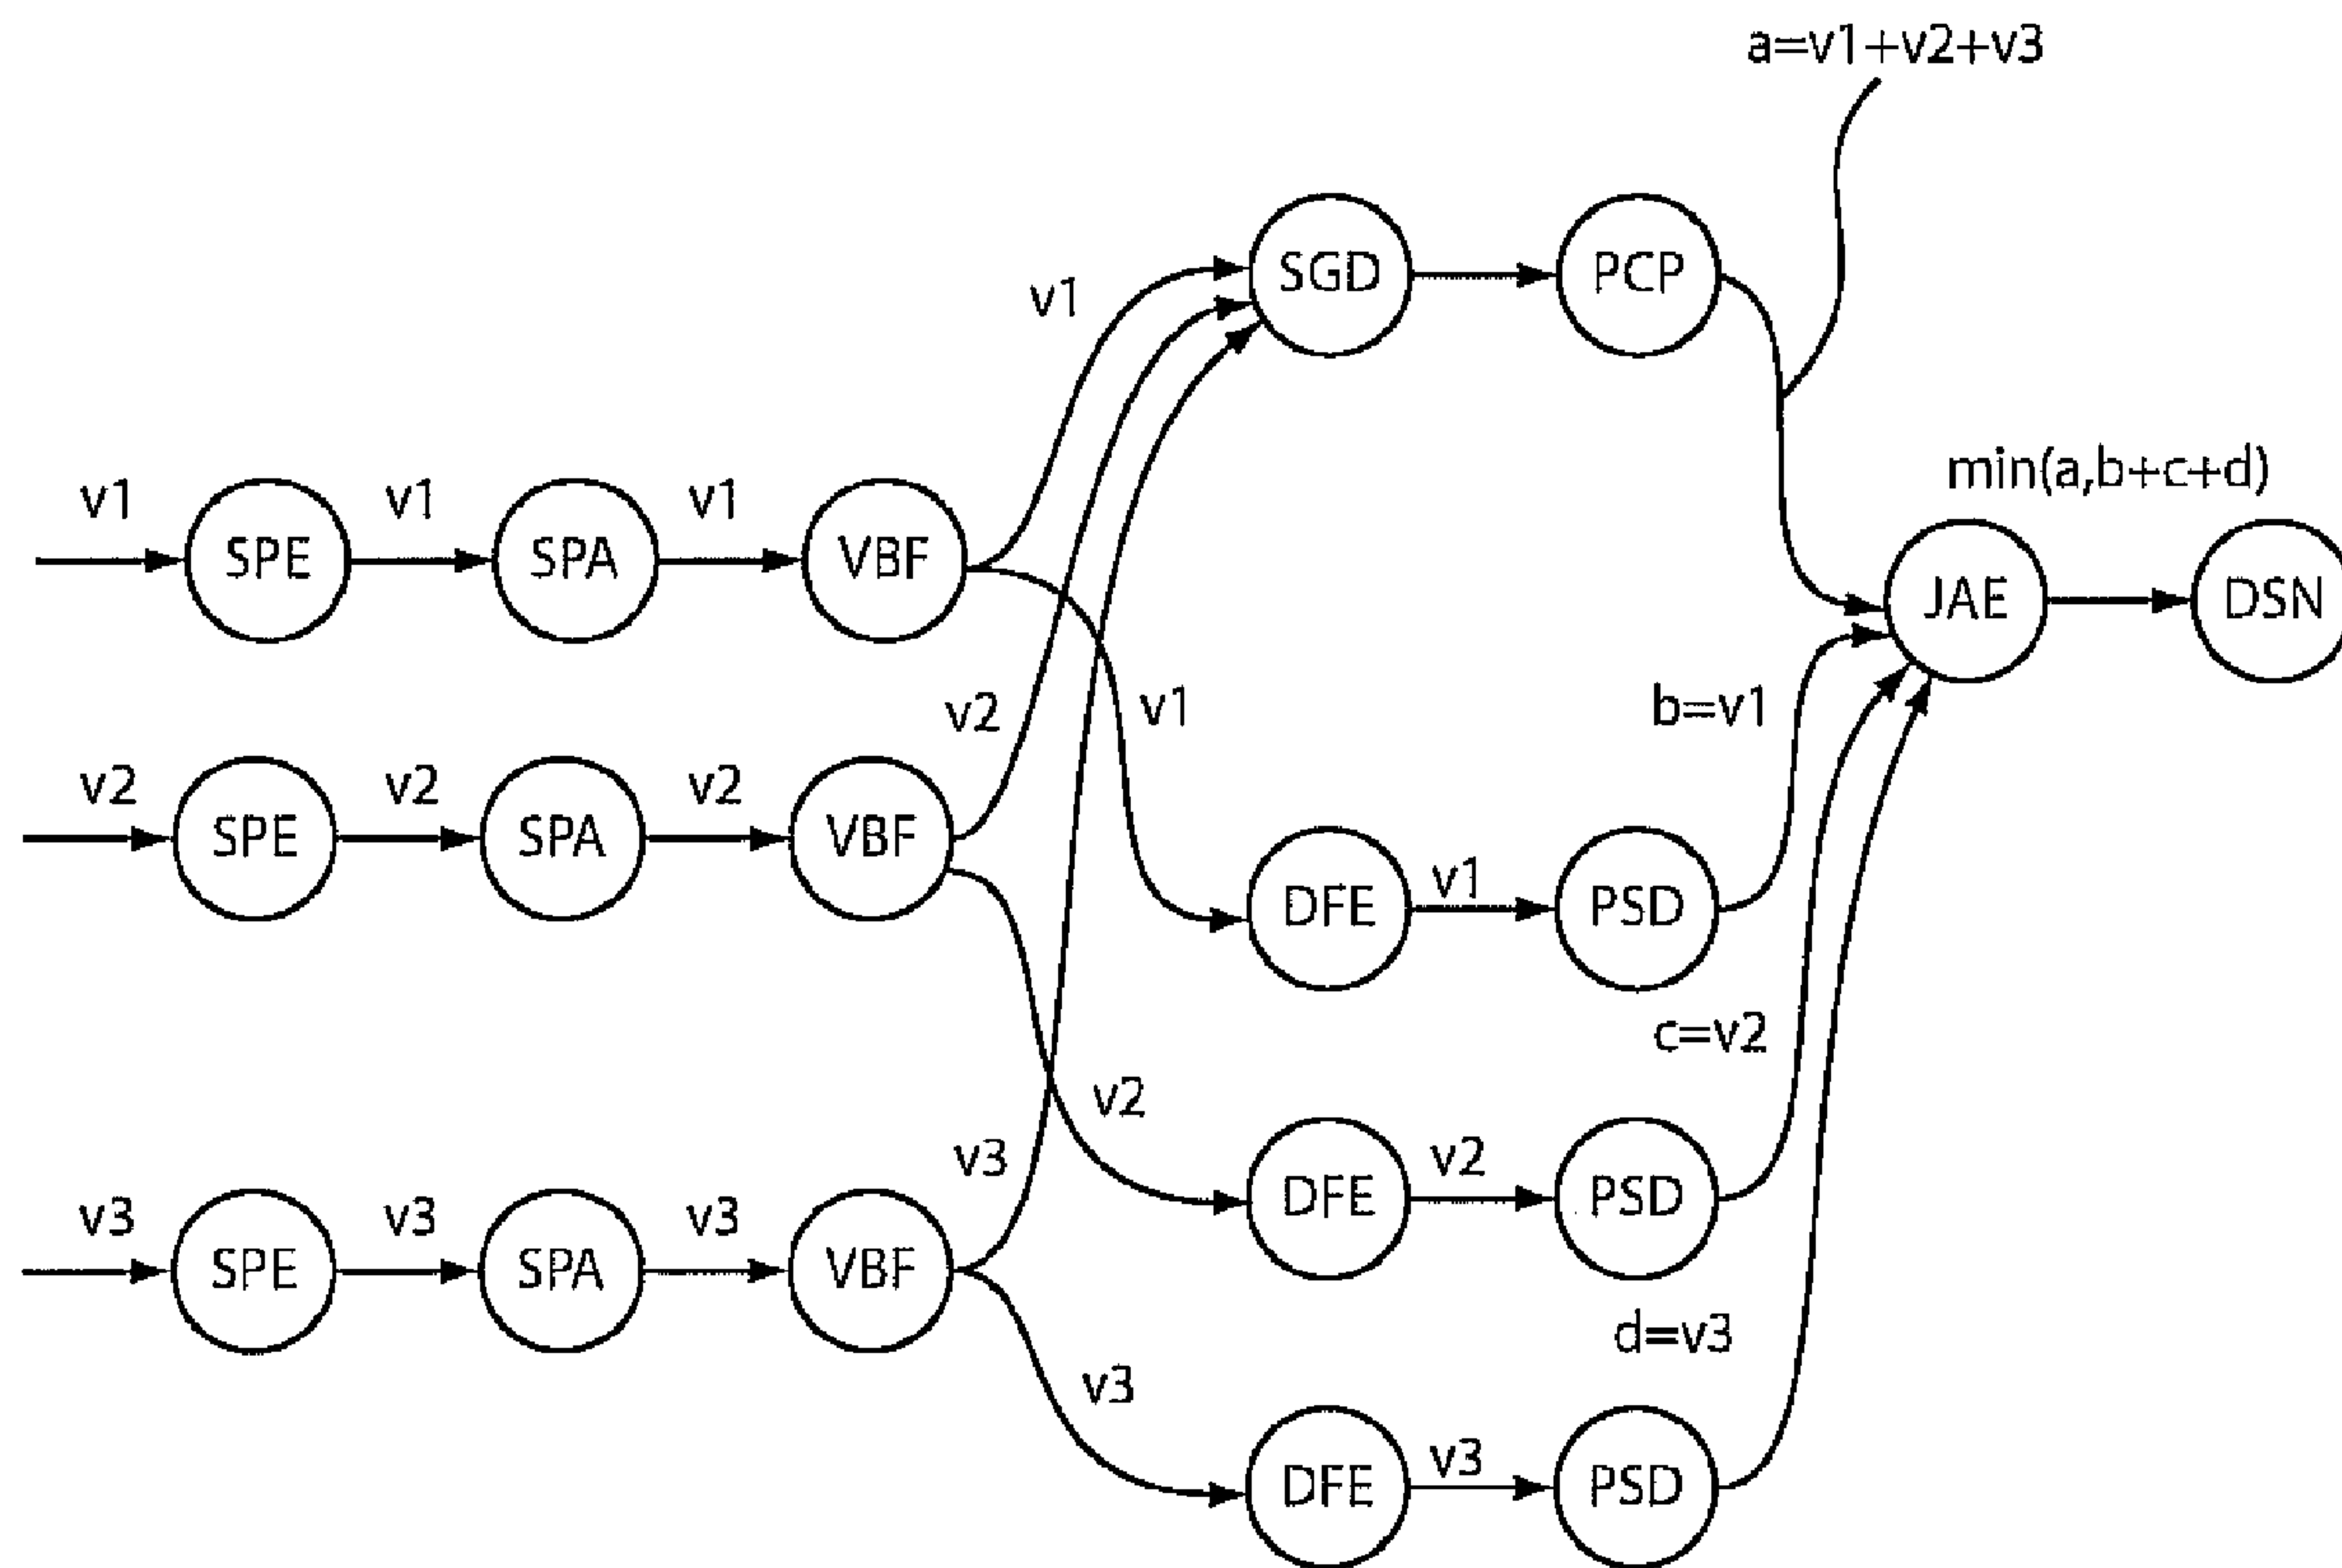 a=v1+v2+v3
v1
SGD
PCP
min(a,b+c+d)
v1
SPE
v1
SPA
v1
VBF
JAE
DSN
v2
v1
b=v1
v2
SPE
v2
SPA
v2
VBF
DFE
v1
PSD
c=v2
v2
v3
DFE
v2
PSD
v3
SPE
v3
SPA
v3
VBF
d=v3
v3
DFE
v3
PSD